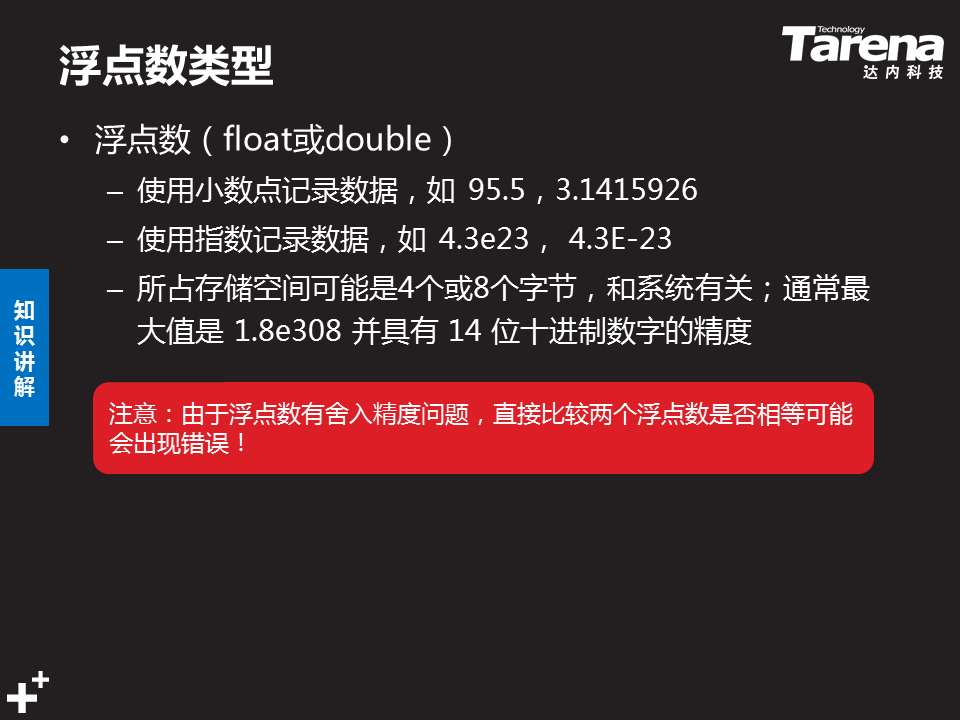 浮点数类型
Technology
Tarena
达内科技
• 浮点数（float或double）
– 使用小数点记录数据，如 95.5，3.1415926
– 使用指数记录数据，如 4.3e23， 4.3E-23
– 所占存储空间可能是4个或8个字节，和系统有关；通常最
大值是 1.8e308 并具有 14 位十进制数字的精度
知识讲解
注意：由于浮点数有舍入精度问题，直接比较两个浮点数是否相等可能
会出现错误！